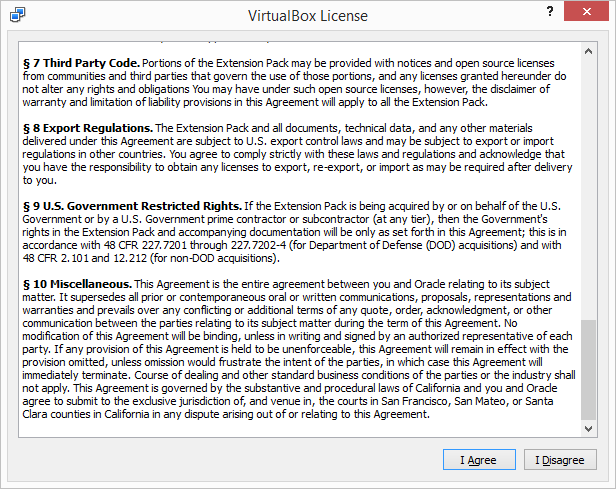 VirtualBox License
?
§ 7 Third Party Code. Portions of the Extension Pack may be provided with notices and open source licenses
from communities and third parties that govern the use of those portions, and any licenses granted hereunder do
not alter any rights and obligations You may have under such open source licenses, however, the disclaimer of
warranty and limitation of liability provisions in this Agreement will apply to all the Extension Pack.
§ 8 Export Regulations. The Extension Pack and all documents, technical data, and any other materials
delivered under this Agreement are subject to U.S. export control laws and may be subject to export or import
regulations in other countries. You agree to comply strictly with these laws and regulations and acknowledge that
you have the responsibility to obtain any licenses to export, re-export, or import as may be required after delivery
to you.
§ 9 U.S. Government Restricted Rights. If the Extension Pack is being acquired by or on behalf of the U.S.
Government or by a U.S. Government prime contractor or subcontractor (at any tier), then the Government's
rights in the Extension Pack and accompanying documentation will be only as set forth in this Agreement; this is in
accordance with 48 CFR 227.7201 through 227.7202-4 (for Department of Defense (DOD) acquisitions) and with
48 CFR 2.101 and 12.212 (for non-DOD acquisitions).
§ 10 Miscellaneous. This Agreement is the entire agreement between you and Oracle relating to its subject
matter. It supersedes all prior or contemporaneous oral or written communications, proposals, representations and
warranties and prevails over any conflicting or additional terms of any quote, order, acknowledgment, or other
communication between the parties relating to its subject matter during the term of this Agreement. No
modification of this Agreement will be binding, unless in writing and signed by an authorized representative of each
party. If any provision of this Agreement is held to be unenforceable, this Agreement will remain in effect with the
provision omitted, unless omission would frustrate the intent of the parties, in which case this Agreement will
immediately terminate. Course of dealing and other standard business conditions of the parties or the industry shall
not apply. This Agreement is governed by the substantive and procedural laws of California and you and Oracle
agree to submit to the exclusive jurisdiction of, and venue in, the courts in San Francisco, San Mateo, or Santa
Clara counties in California in any dispute arising out of or relating to this Agreement.
I Agree
I Disagree